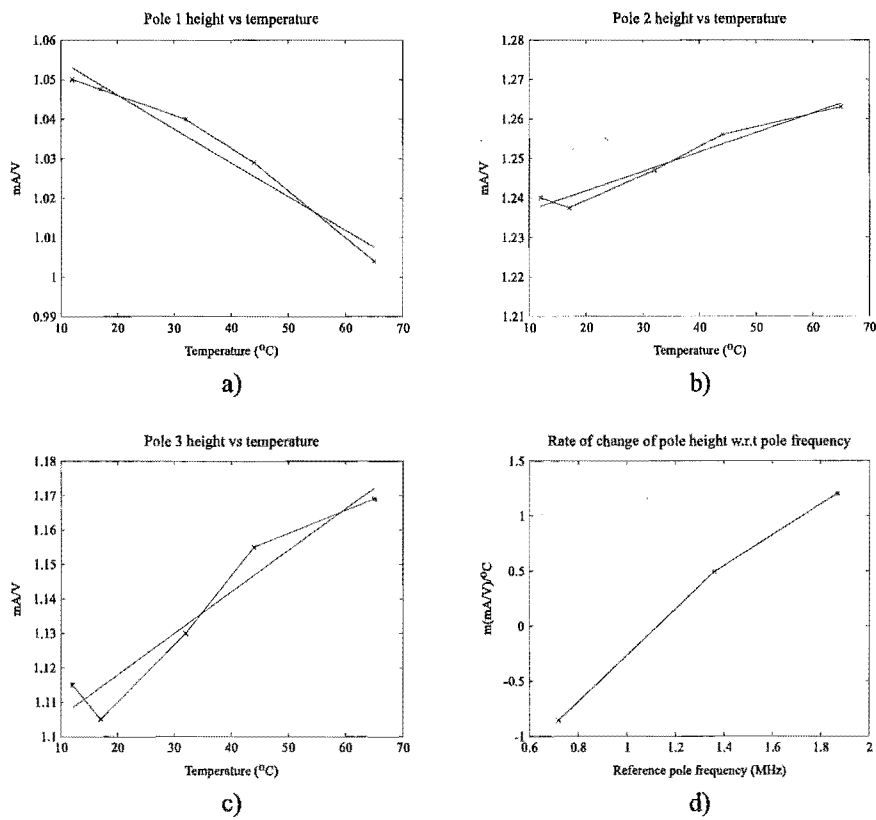 Pole 1 height vs temperature
1.06
1.05
1.04
1.03
1.02
1.01
1
0.99
mA/V
10 20 30 40 50 60 70
Temperature (°C)
a)
Pole 2 height vs temperature
1.28
1.27
1.26
1.25
1.24
1.23
1.22
1.21
mA/V
10 20 30 40 50 60 70
Temperature (°C)
b)
Pole 3 height vs temperature
1.18
1.17
1.16
1.15
1.14
1.13
1.12
1.11
1.1
mA/V
10 20 30 40 50 60 70
Temperature (°C)
c)
Rate of change of pole height w.r.t pole frequency
1.5
1
0.5
0
-0.5
-1
m(mA/V)/°C
0.6 0.8 1 1.2 1.4 1.6 1.8 2
Reference pole frequency (MHz)
d)